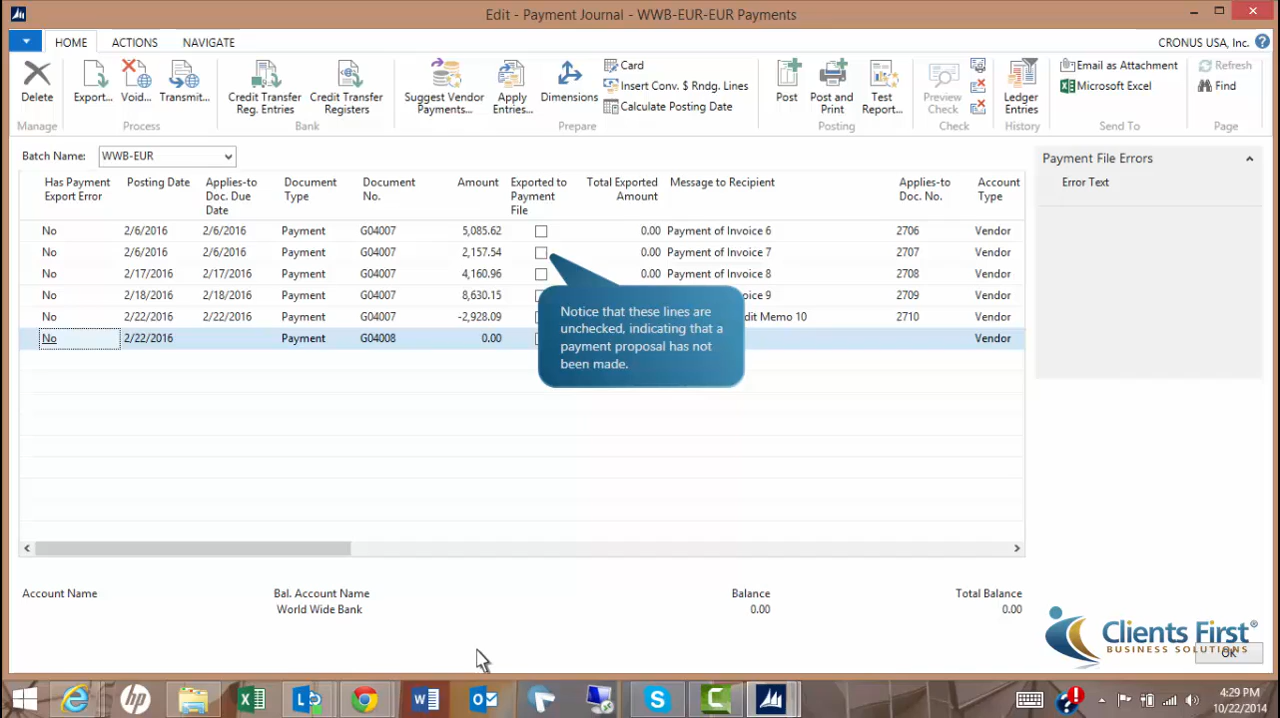 Edit - Payment Journal - WWB-EUR-EUR Payments
HOME ACTIONS NAVIGATE CRONUS USA, Inc.
Delete Export... Void... Transmit... Credit Transfer Reg. Entries Credit Transfer Registers Suggest Vendor Payments... Apply Entries... Dimensions Card Insert Conv. $ Rndg. Lines Calculate Posting Date Post Post and Print Test Report... Preview Check Ledger Entries Email as Attachment Microsoft Excel Refresh Find
Manage Process Bank Prepare Posting Check History Send To Page
Batch Name: WWB-EUR
Payment File Errors
Error Text
Has Payment Export Error Posting Date Applies-to Doc. Due Date Document Type Document No. Amount Exported to Payment File Total Exported Amount Message to Recipient Applies-to Doc. No. Account Type
No 2/6/2016 2/6/2016 Payment G04007 5,085.62 0.00 Payment of Invoice 6 2706 Vendor
No 2/6/2016 2/6/2016 Payment G04007 2,157.54 0.00 Payment of Invoice 7 2707 Vendor
No 2/17/2016 2/17/2016 Payment G04007 4,160.96 0.00 Payment of Invoice 8 2708 Vendor
No 2/18/2016 2/18/2016 Payment G04007 8,630.15 9 2709 Vendor
No 2/22/2016 2/22/2016 Payment G04007 -2,928.09 Memo 10 2710 Vendor
No 2/22/2016 Payment G04008 0.00 Vendor
Notice that these lines are
unchecked, indicating that a
payment proposal has not
been made.
Account Name Bal. Account Name Balance Total Balance
World Wide Bank 0.00 0.00
Clients First®
BUSINESS SOLUTIONS
OK
4:29 PM
10/22/2014